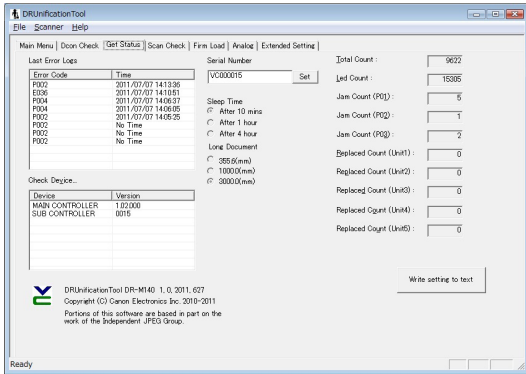 DRUnificationTool
File Scanner Help
Main Menu Dcon Check Get Status Scan Check Firm Load Analog Extended Setting
Last Error Logs
Error Code Time
P002 2011/07/07 14:13:36
E036 2011/07/07 14:10:51
P004 2011/07/07 14:06:37
P004 2011/07/07 14:06:05
P002 2011/07/07 14:05:25
P002 No Time
P002 No Time
P002 No Time
Check Device...
Device Version
MAIN CONTROLLER 1.02.000
SUB CONTROLLER 0015
Serial Number
VC000015 Set
Sleep Time
After 10 mins
After 1 hour
After 4 hour
Long Document
355.6(mm)
1000.0(mm)
3000.0(mm)
Total Count : 9622
Led Count : 15305
Jam Count (P01) : 5
Jam Count (P02) : 1
Jam Count (P03) : 2
Replaced Count (Unit1) : 0
Replaced Count (Unit2) : 0
Replaced Count (Unit3) : 0
Replaced Count (Unit4) : 0
Replaced Count (Unit5) : 0
Write setting to text
DRUnificationTool DR-M140 1, 0, 2011, 627
Copyright (C) Canon Electronics Inc. 2010-2011
Portions of this software are based in part on the
work of the Independent JPEG Group.
Ready